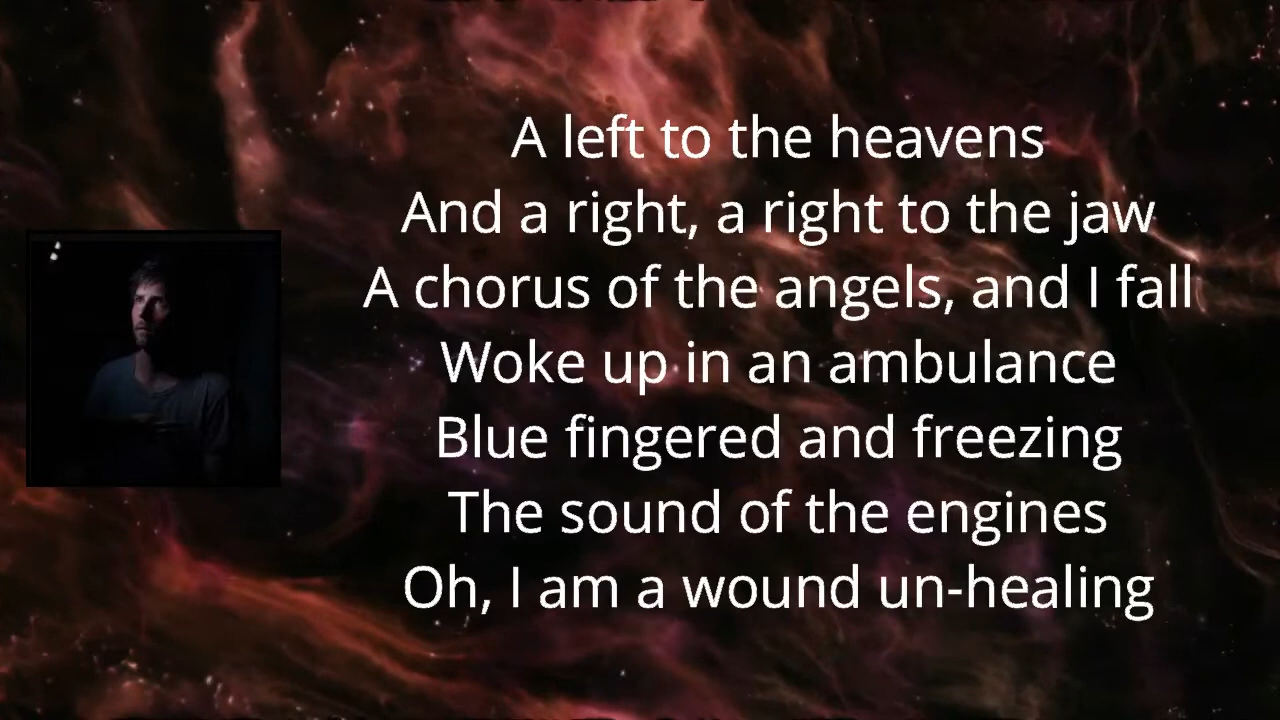 A left to the heavens
And a right, a right to the jaw
A chorus of the angels, and I fall
Woke up in an ambulance
Blue fingered and freezing
The sound of the engines
Oh, I am a wound un-healing